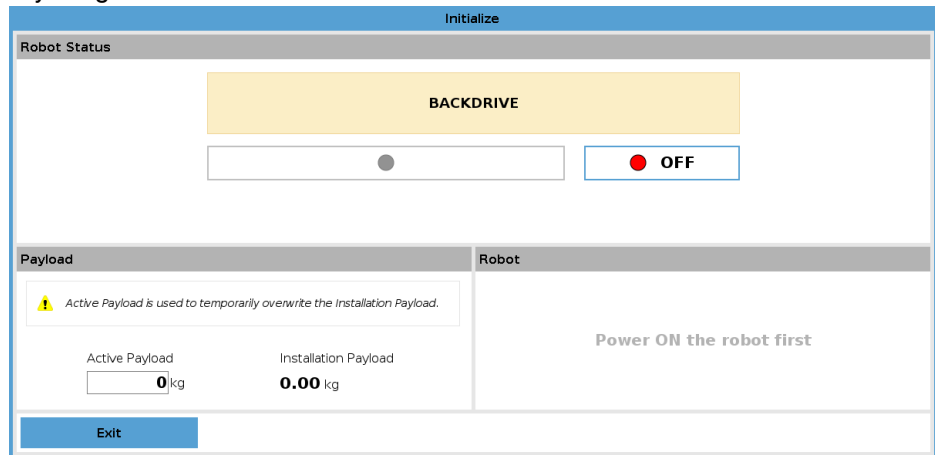 Initialize
Robot Status
BACKDRIVE
OFF
Payload
Robot
Active Payload is used to temporarily overwrite the Installation Payload.
Power ON the robot first
Active Payload
Installation Payload
0 kg
0.00 kg
Exit